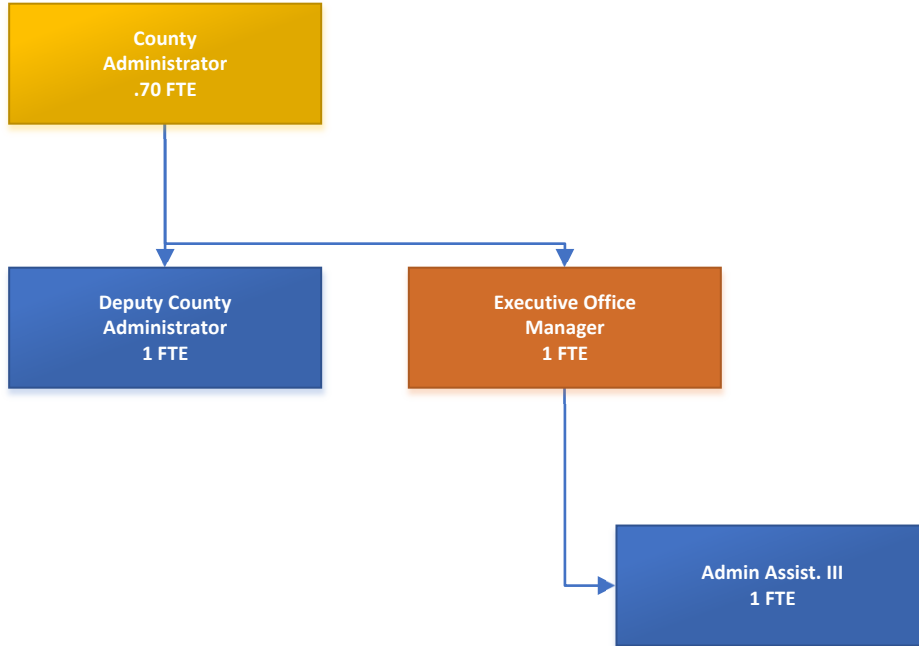 County
Administrator
.70 FTE
Deputy County
Administrator
1 FTE
Executive Office
Manager
1 FTE
Admin Assist. III
1 FTE